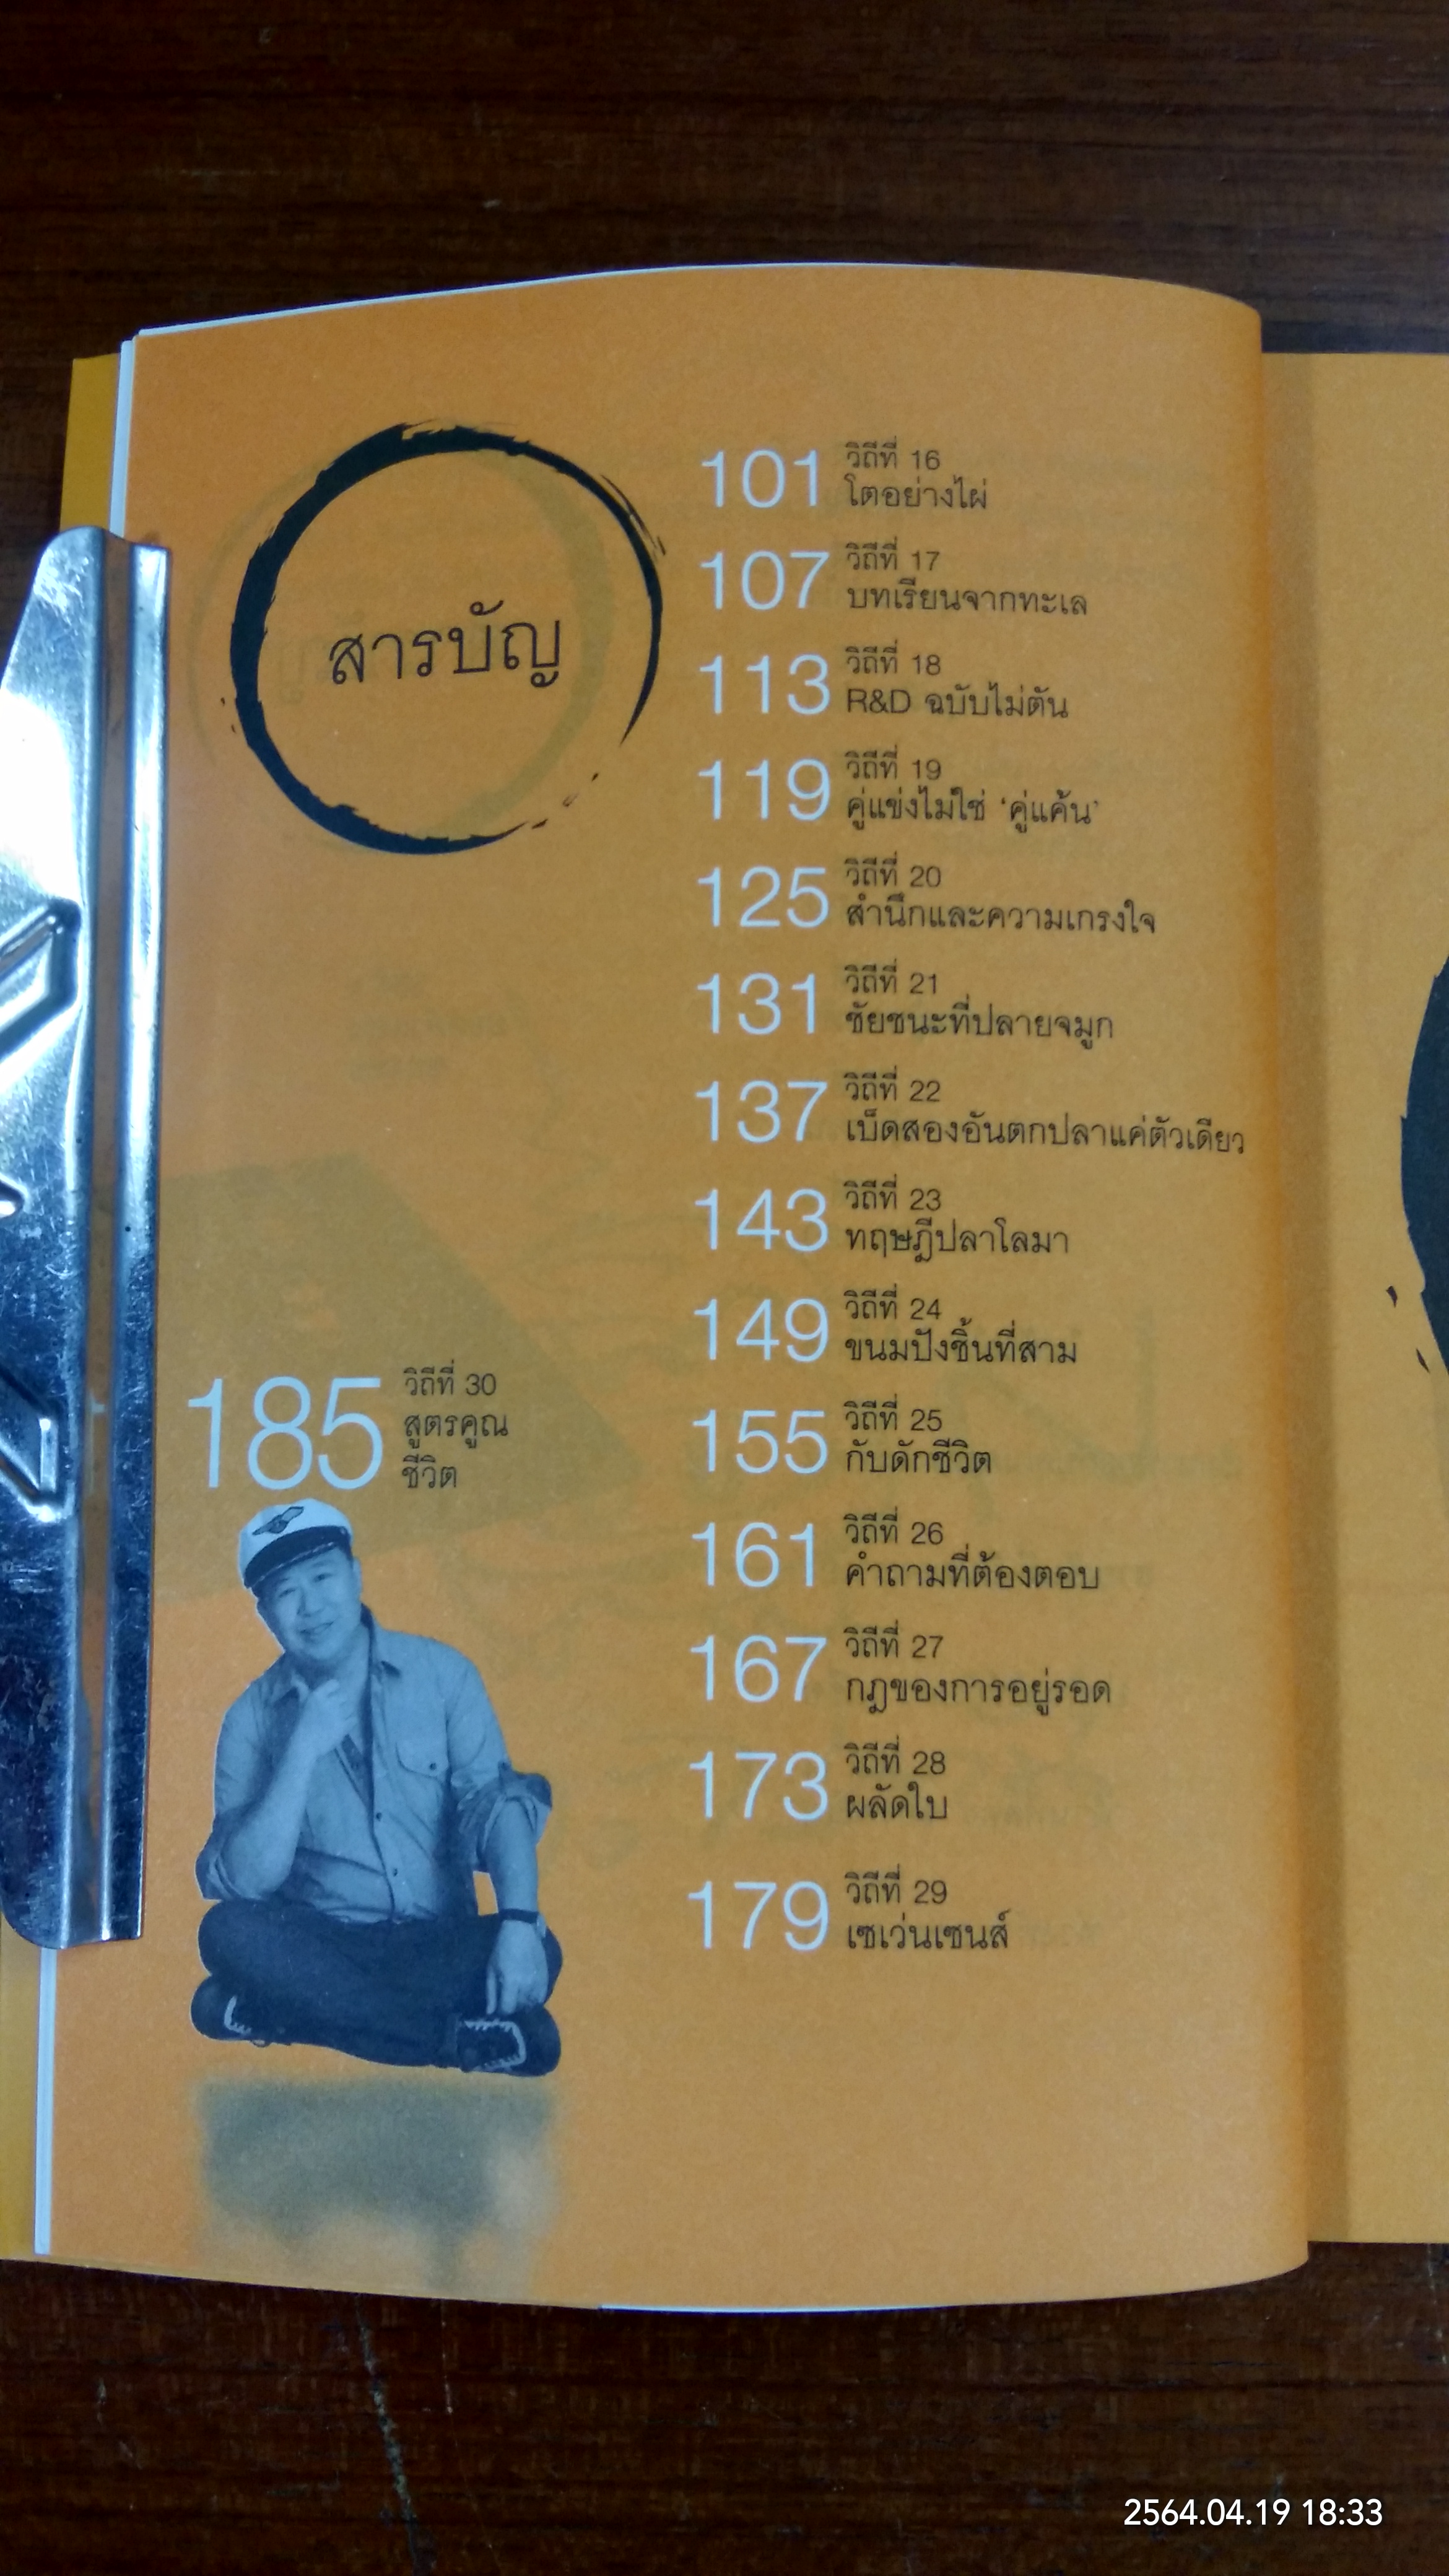 สารบัญ
101 วิถีที่ 16
โตอย่างไผ่
107 วิถีที่ 17
บทเรียนจากทะเล
113 วิถีที่ 18
R&D ฉบับไม่ตัน
119 วิถีที่ 19
คู่แข่งไม่ใช่ 'คู่แค้น'
125 วิถีที่ 20
สำนึกและความเกรงใจ
131 วิถีที่ 21
ชัยชนะที่ปลายจมูก
137 วิถีที่ 22
เบ็ดสองอันตกปลาแค่ตัวเดียว
143 วิถีที่ 23
ทฤษฎีปลาโลมา
149 วิถีที่ 24
ขนมปังชิ้นที่สาม
155 วิถีที่ 25
กับดักชีวิต
161 วิถีที่ 26
คำถามที่ต้องตอบ
167 วิถีที่ 27
กฎของการอยู่รอด
173 วิถีที่ 28
ผลัดใบ
179 วิถีที่ 29
เซเว่นเซนส์
185 วิถีที่ 30
สูตรคูณ
ชีวิต
2564.04.19 18:33